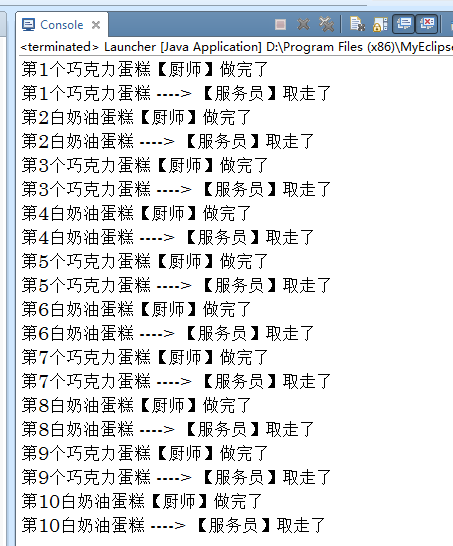 Console
<terminated> Launcher [Java Application] D:\Program Files (x86)\MyEclips
第1个巧克力蛋糕【厨师】做完了
第1个巧克力蛋糕 ----> 【服务员】取走了
第2白奶油蛋糕【厨师】做完了
第2白奶油蛋糕 ----> 【服务员】取走了
第3个巧克力蛋糕【厨师】做完了
第3个巧克力蛋糕 ----> 【服务员】取走了
第4白奶油蛋糕【厨师】做完了
第4白奶油蛋糕 ----> 【服务员】取走了
第5个巧克力蛋糕【厨师】做完了
第5个巧克力蛋糕 ----> 【服务员】取走了
第6白奶油蛋糕【厨师】做完了
第6白奶油蛋糕 ----> 【服务员】取走了
第7个巧克力蛋糕【厨师】做完了
第7个巧克力蛋糕 ----> 【服务员】取走了
第8白奶油蛋糕【厨师】做完了
第8白奶油蛋糕 ----> 【服务员】取走了
第9个巧克力蛋糕【厨师】做完了
第9个巧克力蛋糕 ----> 【服务员】取走了
第10白奶油蛋糕【厨师】做完了
第10白奶油蛋糕 ----> 【服务员】取走了